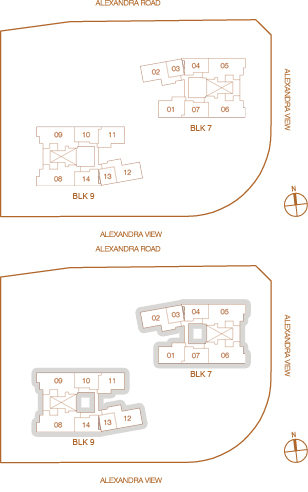 ALEXANDRA ROAD
02 03 04 05
01 07 06
BLK 7
ALEXANDRA VIEW
09 10 11
08 14 13 12
BLK 9
N
ALEXANDRA VIEW
ALEXANDRA ROAD
02 03 04 05
01 07 06
BLK 7
ALEXANDRA VIEW
09 10 11
08 14 13 12
BLK 9
N
ALEXANDRA VIEW